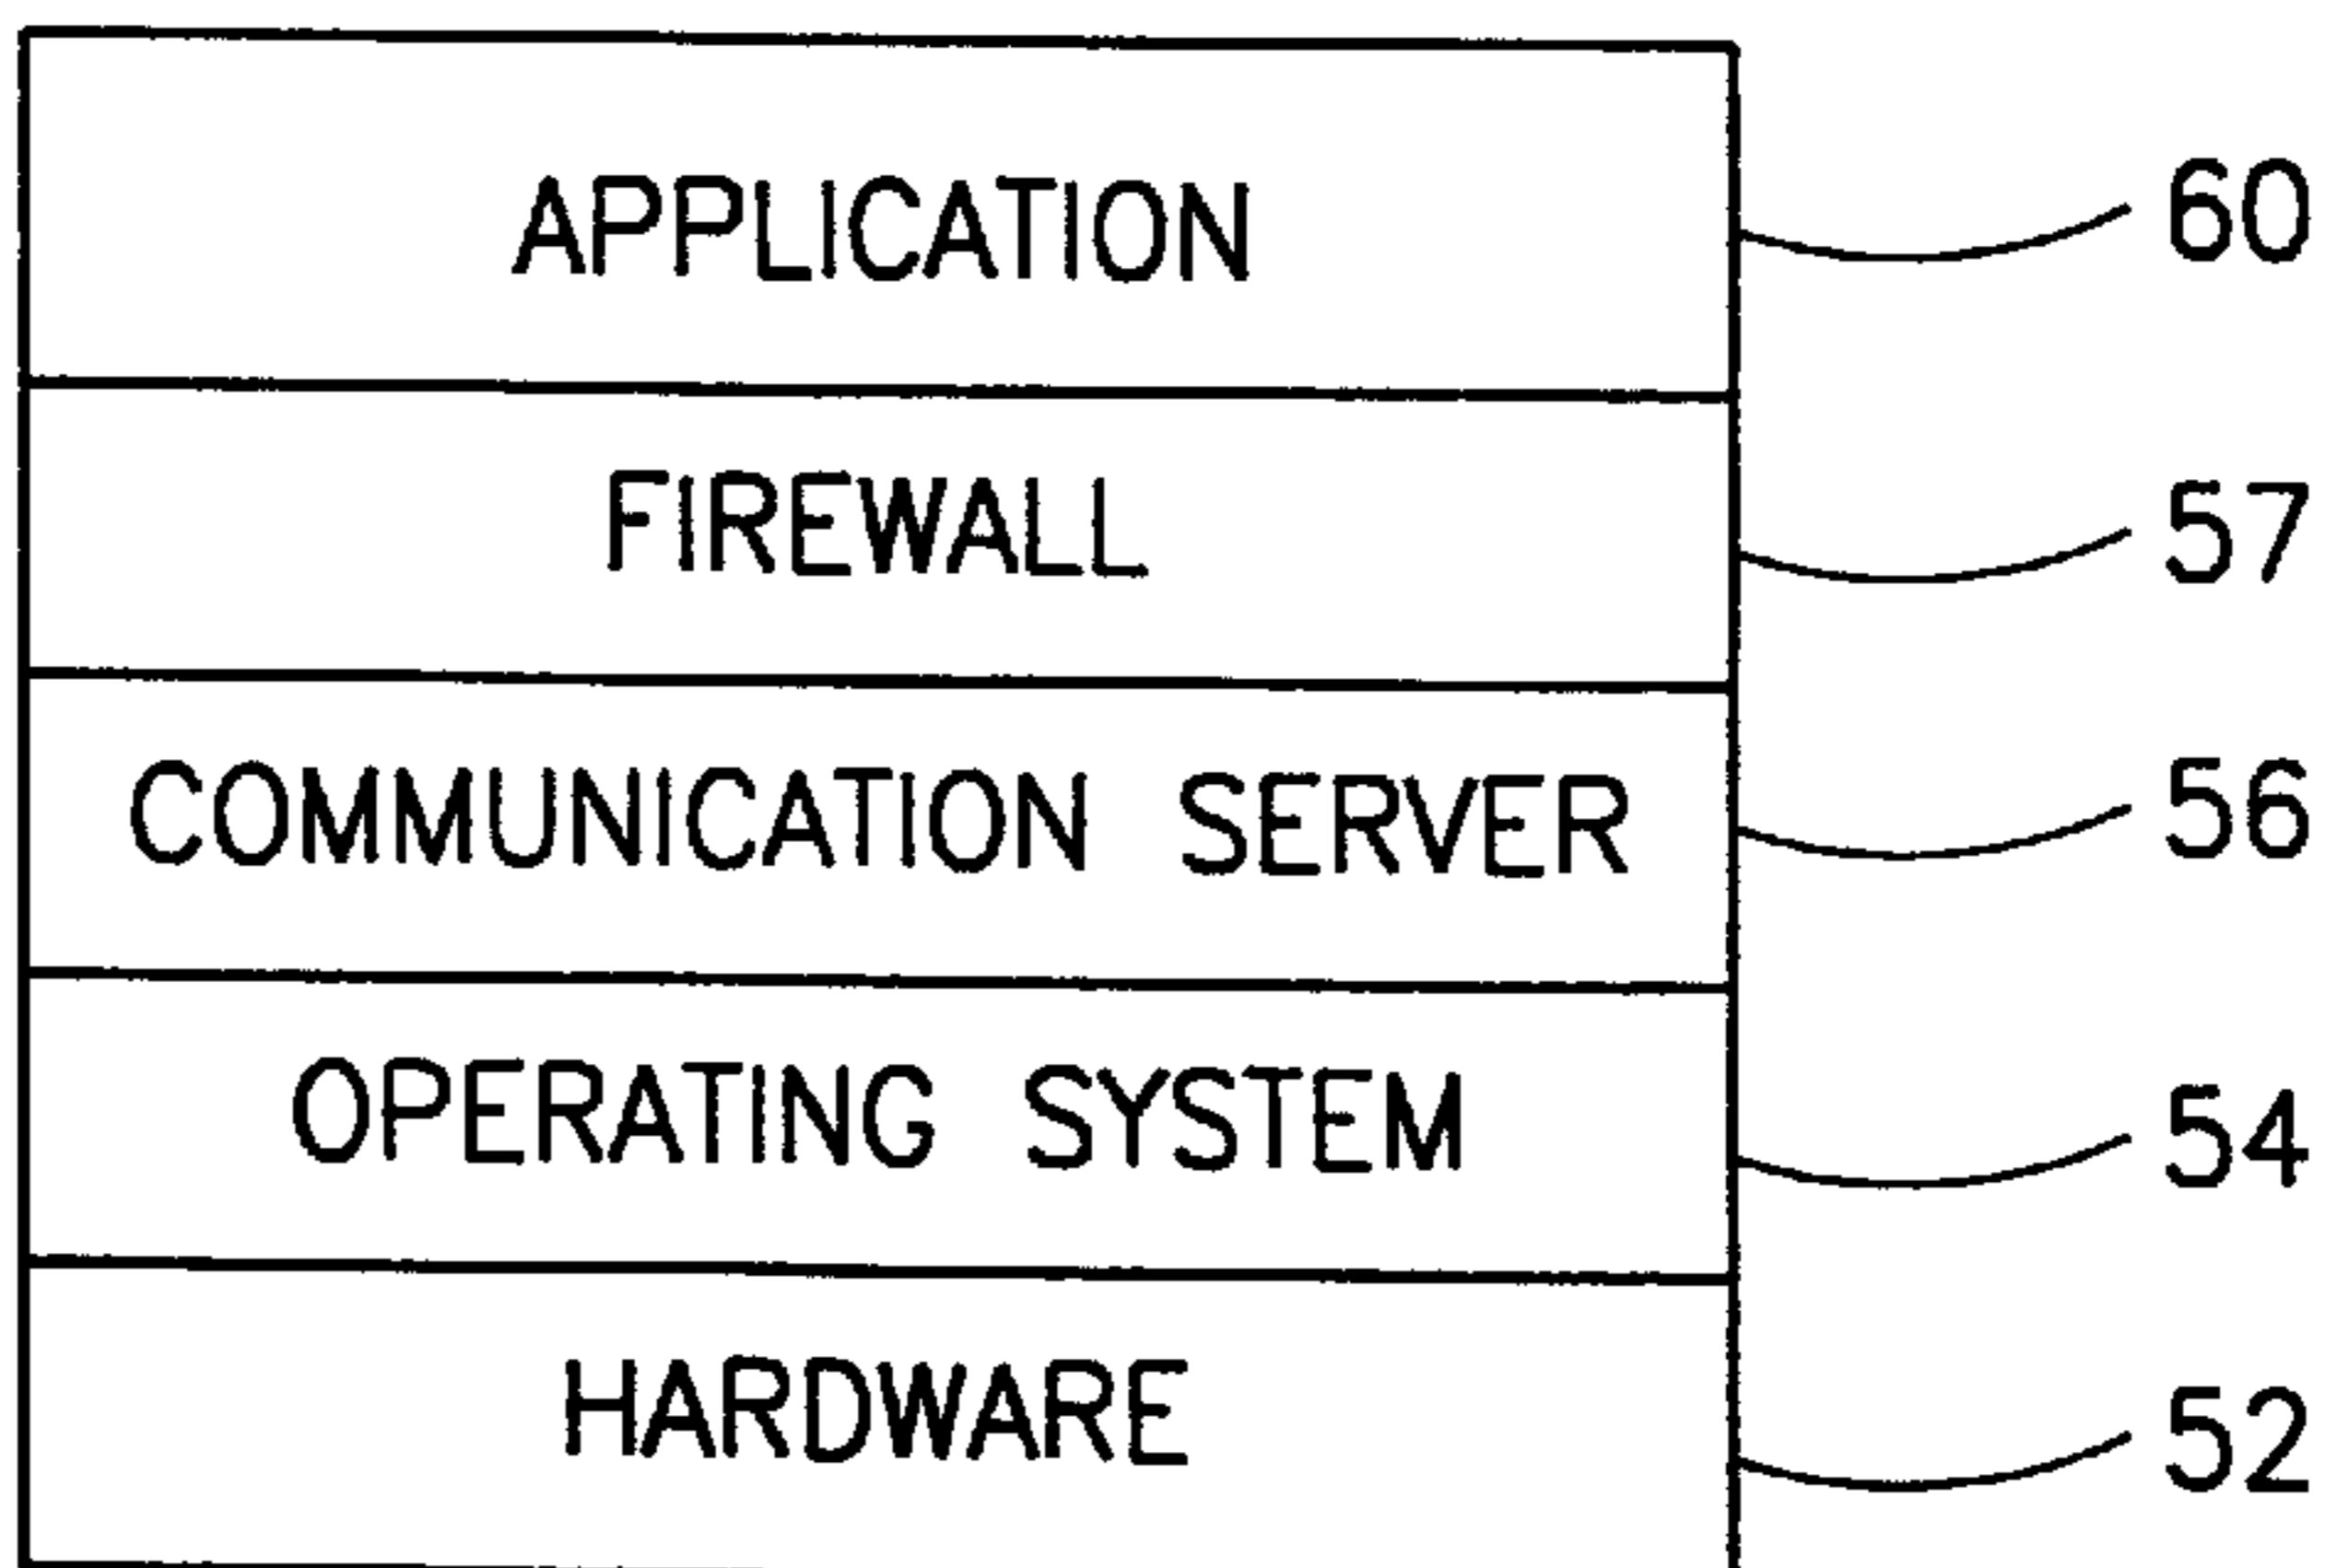 APPLICATION 60
FIREWALL 57
COMMUNICATION SERVER 56
OPERATING SYSTEM 54
HARDWARE 52